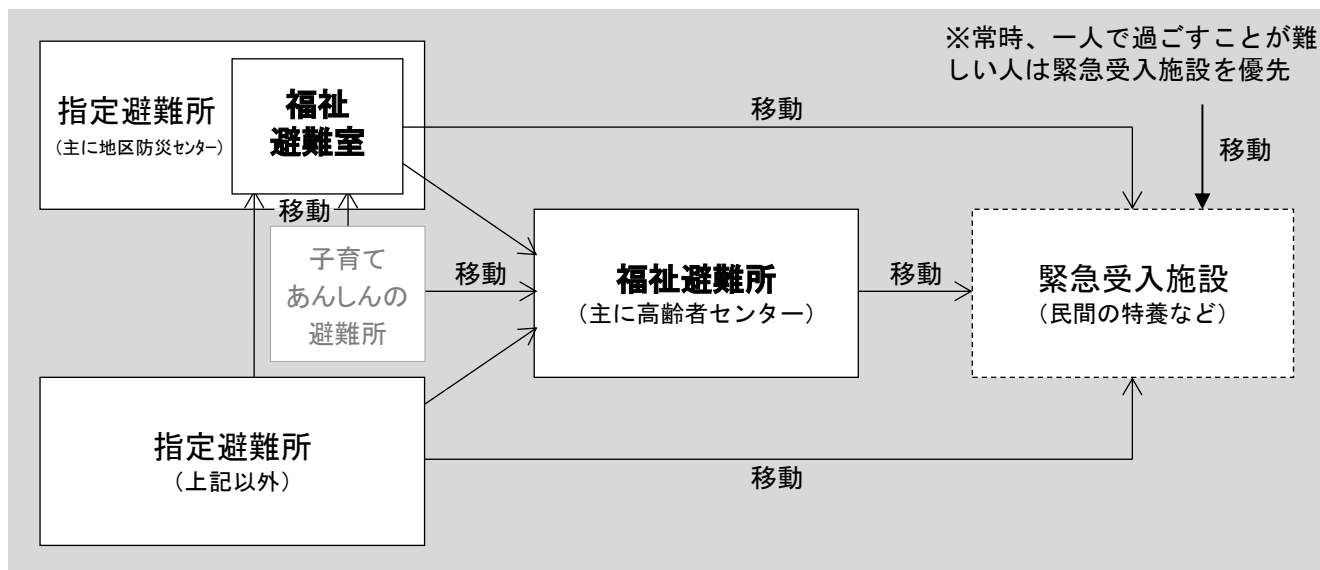 ※常時、一人で過ごすことが難
しい人は緊急受入施設を優先
指定避難所
（主に地区防災センター）
福祉
避難室
移動
移動
移動
子育て
あんしんの
避難所
移動
福祉避難所
（主に高齢者センター）
移動
緊急受入施設
（民間の特養など）
指定避難所
（上記以外）
移動